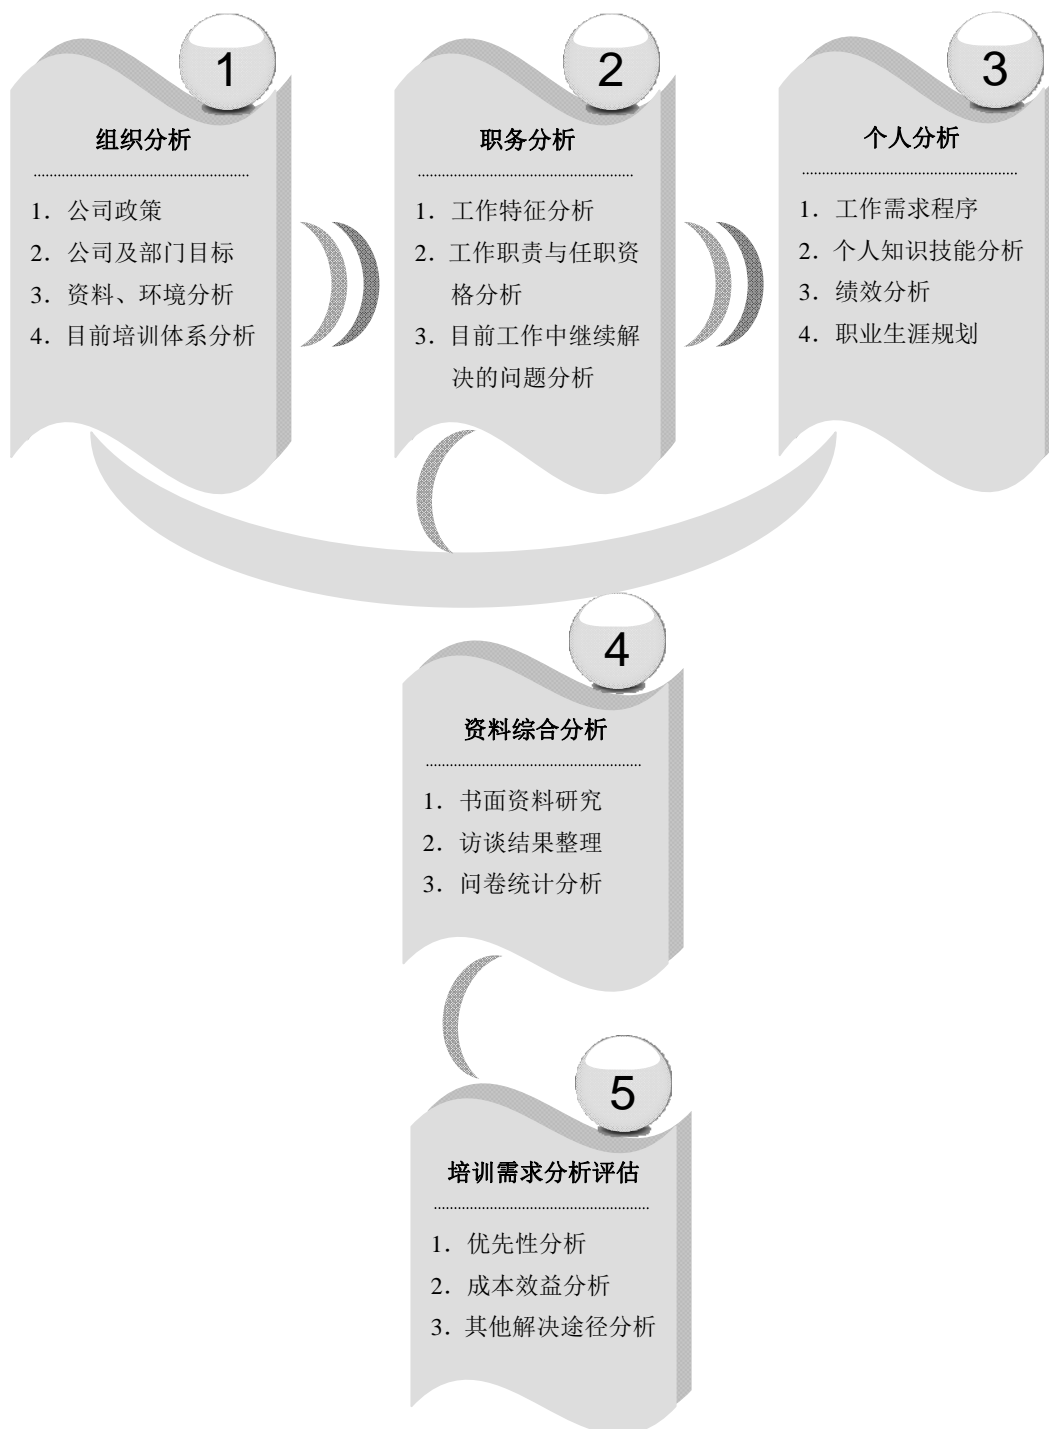 1
组织分析
1．公司政策
2．公司及部门目标
3．资料、环境分析
4．目前培训体系分析
2
职务分析
1．工作特征分析
2．工作职责与任职资
格分析
3．目前工作中继续解
决的问题分析
3
个人分析
1．工作需求程序
2．个人知识技能分析
3．绩效分析
4．职业生涯规划
4
资料综合分析
1．书面资料研究
2．访谈结果整理
3．问卷统计分析
5
培训需求分析评估
1．优先性分析
2．成本效益分析
3．其他解决途径分析